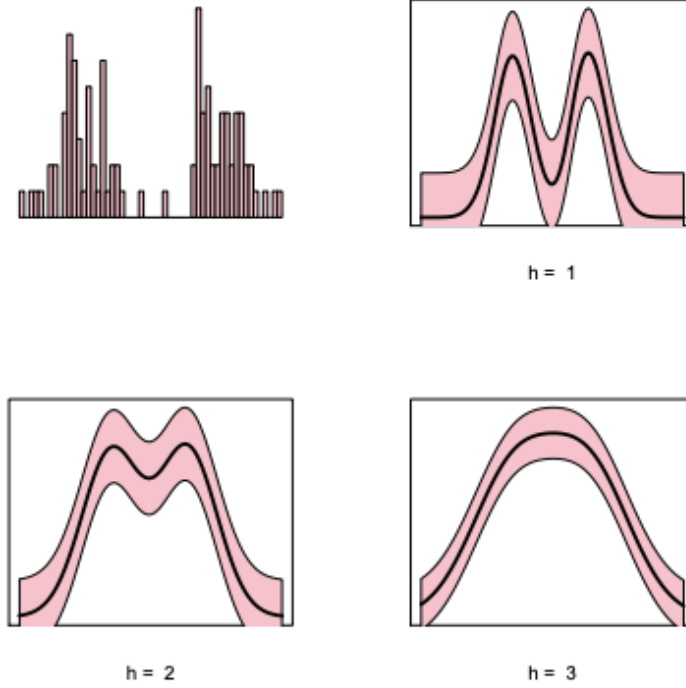 h = 1
h = 2
h = 3